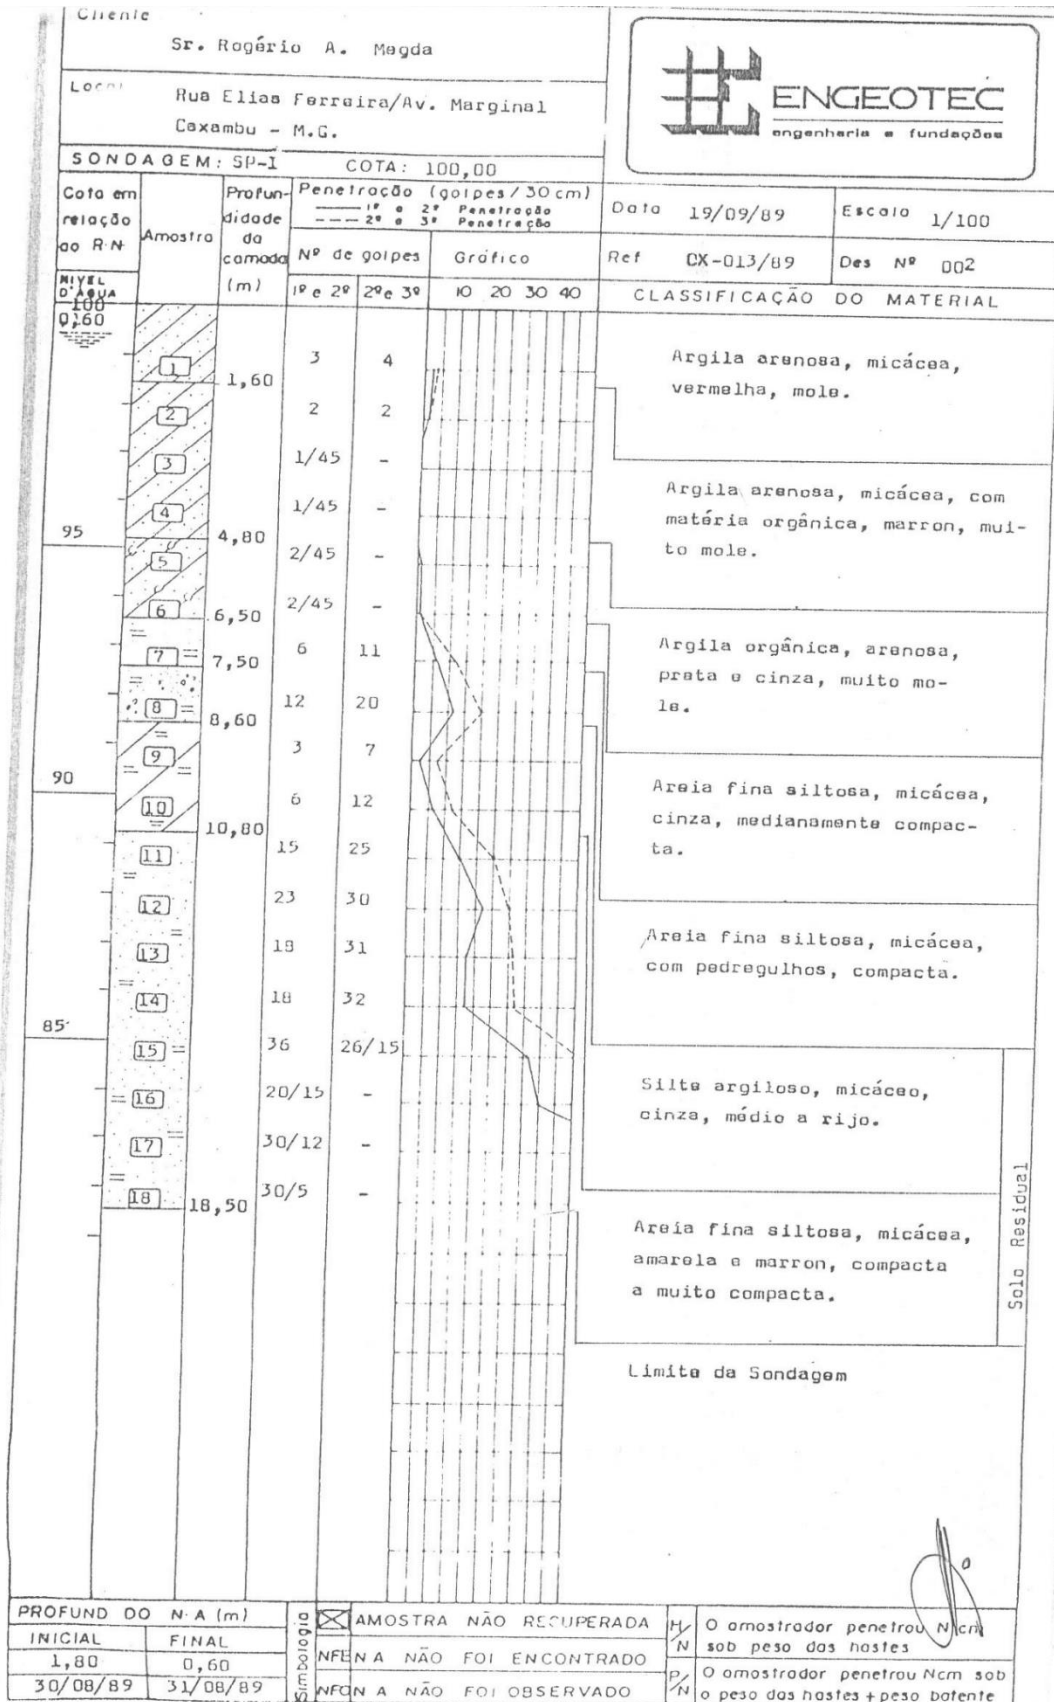 Cliente
Sr. Rogério A. Magda
Local
Rua Elias Ferreira/Av. Marginal
Caxambu - M.G.
ENGEOTEC
engenharia e fundações
SONDAGEM: SP-I COTA: 100,00
Cota em relação ao R.N.
Amostra
Profundidade da camada (m)
Penetração (golpes / 30 cm)
1ª e 2ª Penetração
2ª e 3ª Penetração
Nº de golpes
Gráfico
1º e 2º 2º e 3º 10 20 30 40
Data 19/09/89 Escala 1/100
Ref CX-013/89 Des Nº 002
CLASSIFICAÇÃO DO MATERIAL
NIVEL D'ÁGUA
100
0,60
1 3 4
1,60
2 2 2
3 1/45 -
4 1/45 -
95
4,80
5 2/45 -
6 2/45 -
6,50
7 6 11
7,50
8 12 20
8,60
9 3 7
90
10 6 12
10,80
11 15 25
12 23 30
13 18 31
14 18 32
85
15 36 26/15
16 20/15 -
17 30/12 -
18 30/5 -
18,50
Argila arenosa, micácea,
vermelha, mole.
Argila arenosa, micácea, com
matéria orgânica, marron, mui-
to mole.
Argila orgânica, arenosa,
preta e cinza, muito mo-
le.
Areia fina siltosa, micácea,
cinza, medianamente compac-
ta.
Areia fina siltosa, micácea,
com pedregulhos, compacta.
Silte argiloso, micáceo,
cinza, médio a rijo.
Areia fina siltosa, micácea,
amarela e marron, compacta
a muito compacta.
Solo Residual
Limite da Sondagem
PROFUND DO N.A (m)
INICIAL FINAL
1,80 0,60
30/08/89 31/08/89
Simbologia
AMOSTRA NÃO RECUPERADA
NFE N A NÃO FOI ENCONTRADO
NFO N A NÃO FOI OBSERVADO
H/N O amostrador penetrou N cm
sob peso das hastes
P/N O amostrador penetrou Ncm sob
o peso das hastes + peso batente